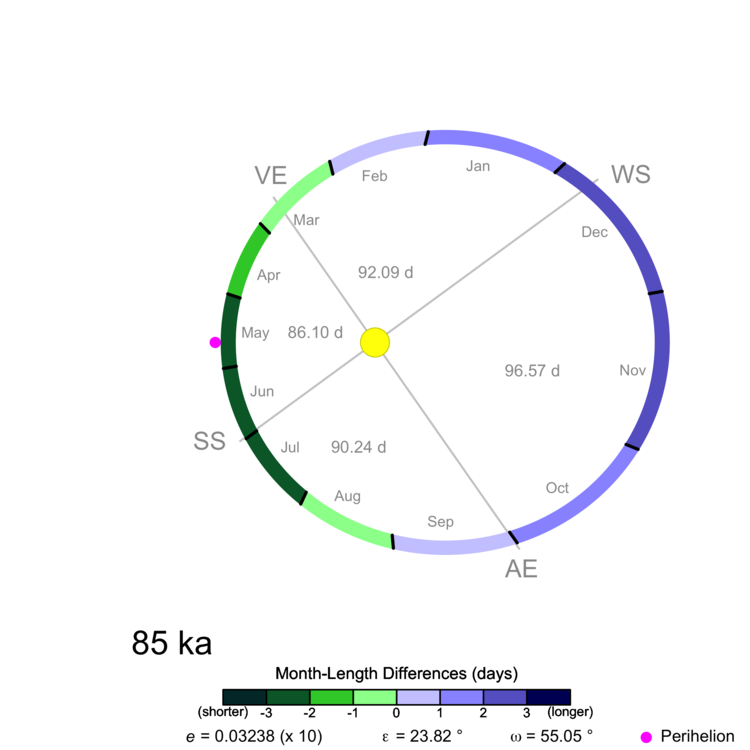 WS
VE
Jan
Feb
Mar
Dec
92.09 d
Apr
May
86.10 d
96.57 d
Nov
Jun
SS
Jul
90.24 d
Oct
Aug
Sep
AE
85 ka
Month-Length Differences (days)
(shorter) -3 -2 -1 0 1 2 3 (longer)
e = 0.03238 (x 10) ε = 23.82 ° ω = 55.05 ° Perihelion